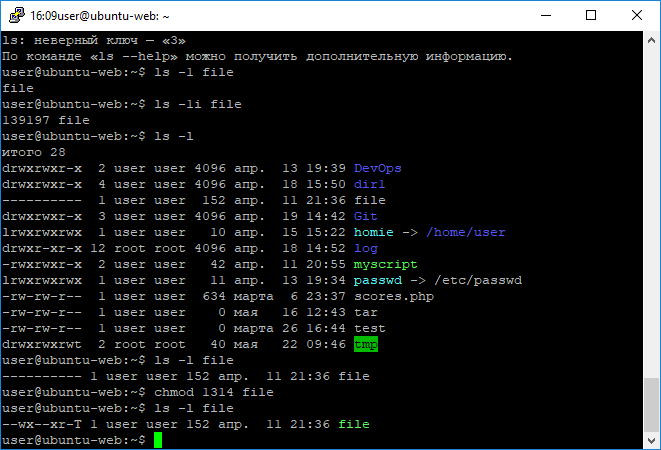 16:09user@ubuntu-web: ~
ls: неверный ключ — «3»
По команде «ls --help» можно получить дополнительную информацию.
user@ubuntu-web:~$ ls -1 file
file
user@ubuntu-web:~$ ls -1i file
139197 file
user@ubuntu-web:~$ ls -l
итого 28
drwxrwxr-x  2 user user 4096 апр.  13 19:39 DevOps
drwxrwxr-x  4 user user 4096 апр.  18 15:50 dir1
----------  1 user user  152 апр.  11 21:36 file
drwxrwxr-x  3 user user 4096 апр.  19 14:42 Git
lrwxrwxrwx  1 user user   10 апр.  15 15:22 homie -> /home/user
drwxr-xr-x 12 root root 4096 апр.  18 14:52 log
-rwxrwxr-x  2 user user   42 апр.  11 20:55 myscript
lrwxrwxrwx  1 user user   11 апр.  13 19:34 passwd -> /etc/passwd
-rw-rw-r--  1 user user  634 марта  6 23:37 scores.php
-rw-rw-r--  1 user user    0 мая   16 12:43 tar
-rw-rw-r--  1 user user    0 марта 26 16:44 test
drwxrwxrwt  2 root root   40 мая   22 09:46 tmp
user@ubuntu-web:~$ ls -l file
---------- 1 user user 152 апр.  11 21:36 file
user@ubuntu-web:~$ chmod 1314 file
user@ubuntu-web:~$ ls -l file
--wx--xr-T 1 user user 152 апр.  11 21:36 file
user@ubuntu-web:~$